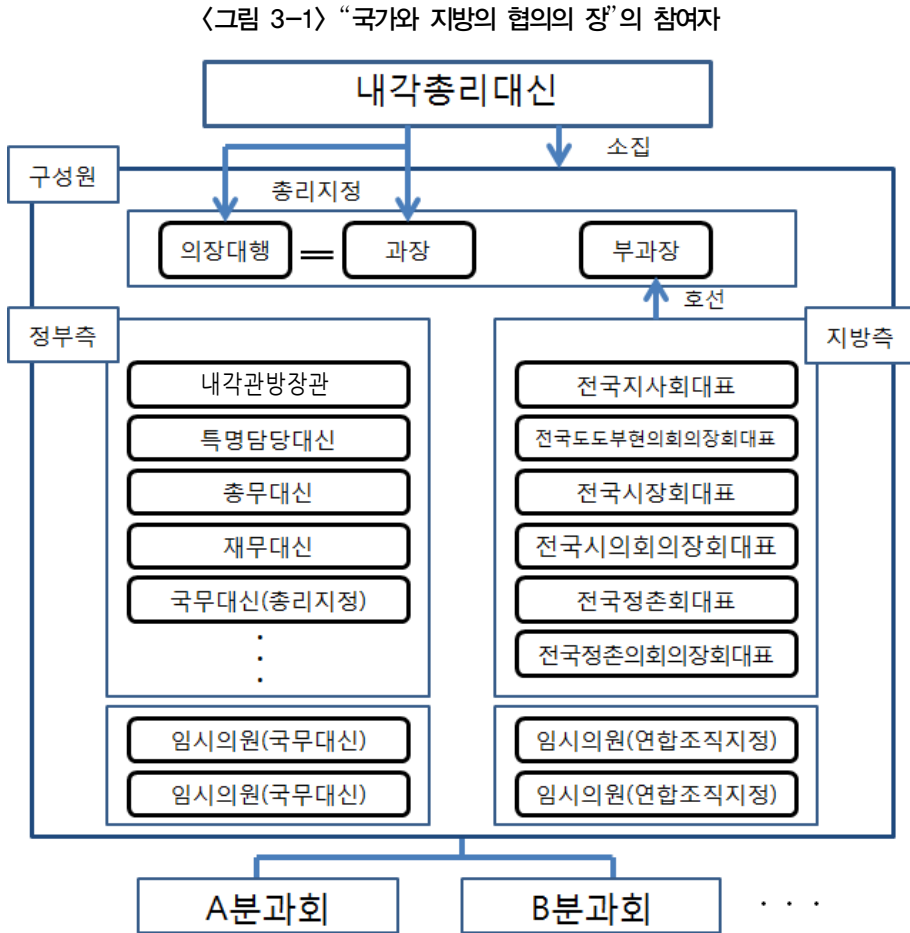 〈그림 3-1〉 “국가와 지방의 협의의 장”의 참여자
내각총리대신
소집
구성원
총리지정
의장대행 = 과장 부과장
호선
정부측
지방측
내각관방장관
특명담당대신
총무대신
재무대신
국무대신(총리지정)
전국지사회대표
전국도도부현의회의장회대표
전국시장회대표
전국시의회의장회대표
전국정촌회대표
전국정촌의회의장회대표
임시의원(국무대신)
임시의원(국무대신)
임시의원(연합조직지정)
임시의원(연합조직지정)
A분과회 B분과회 · · ·